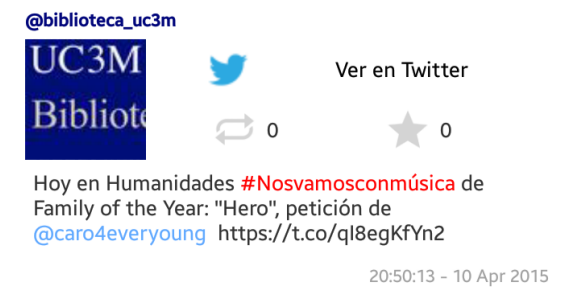 @biblioteca_uc3m
UC3M
Bibliote
Ver en Twitter
0
0
Hoy en Humanidades #Nosvamosconmúsica de
Family of the Year: "Hero", petición de
@caro4everyoung https://t.co/qI8egKfYn2
20:50:13 - 10 Apr 2015